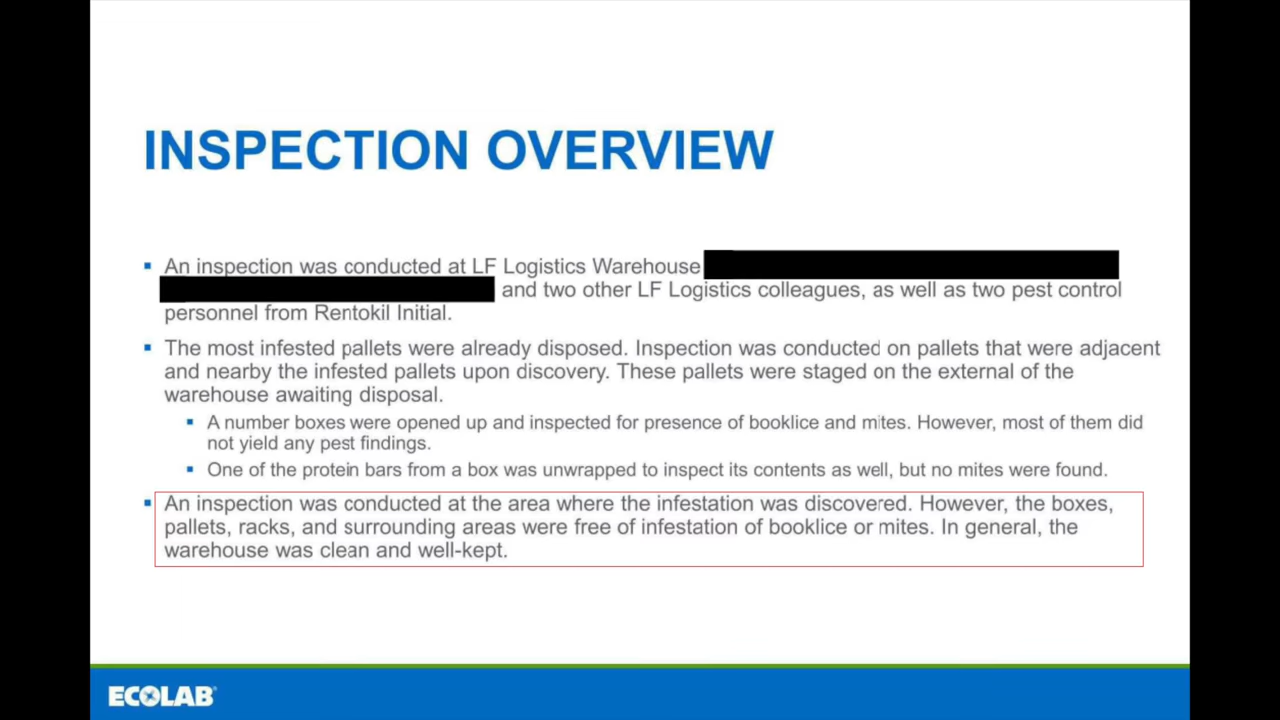 INSPECTION OVERVIEW
An inspection was conducted at LF Logistics Warehouse
and two other LF Logistics colleagues, as well as two pest control
personnel from Rentokil Initial.
The most infested pallets were already disposed. Inspection was conducted on pallets that were adjacent
and nearby the infested pallets upon discovery. These pallets were staged on the external of the
warehouse awaiting disposal.
A number boxes were opened up and inspected for presence of booklice and mites. However, most of them did
not yield any pest findings.
One of the protein bars from a box was unwrapped to inspect its contents as well, but no mites were found.
An inspection was conducted at the area where the infestation was discovered. However, the boxes,
pallets, racks, and surrounding areas were free of infestation of booklice or mites. In general, the
warehouse was clean and well-kept.
ECOLAB